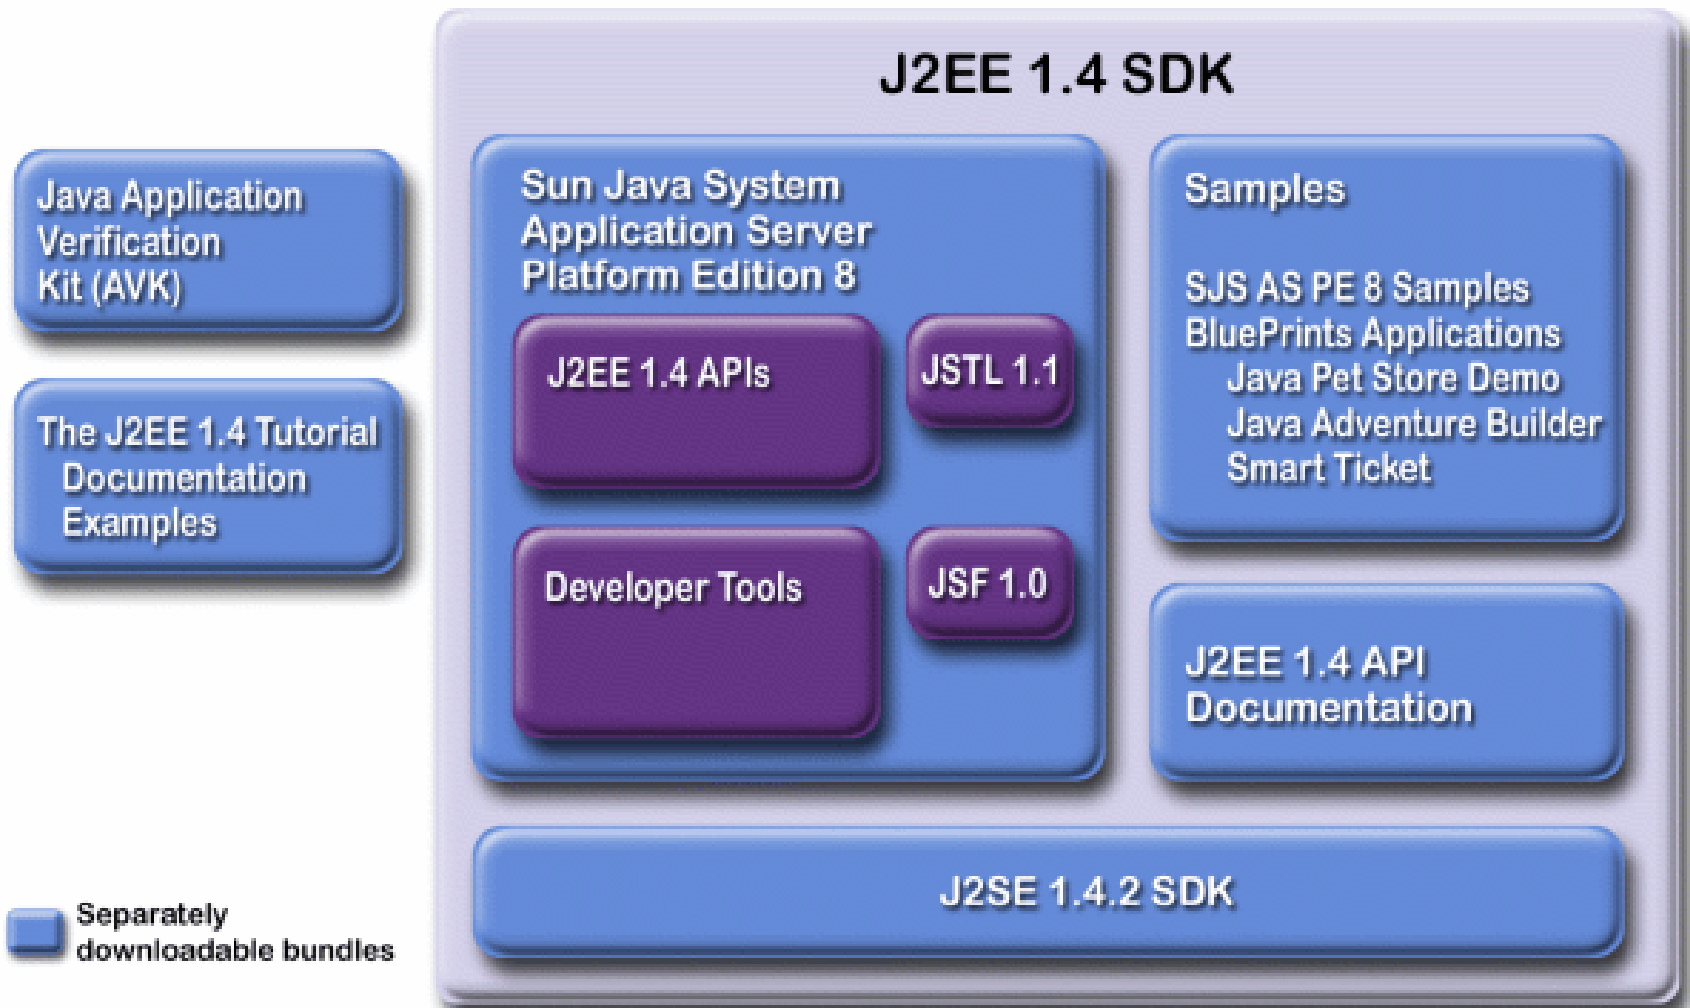 J2EE 1.4 SDK
Java Application
Verification
Kit (AVK)
The J2EE 1.4 Tutorial
Documentation
Examples
Sun Java System
Application Server
Platform Edition 8
J2EE 1.4 APIs
JSTL 1.1
Developer Tools
JSF 1.0
Samples
SJS AS PE 8 Samples
BluePrints Applications
Java Pet Store Demo
Java Adventure Builder
Smart Ticket
J2EE 1.4 API
Documentation
J2SE 1.4.2 SDK
Separately
downloadable bundles